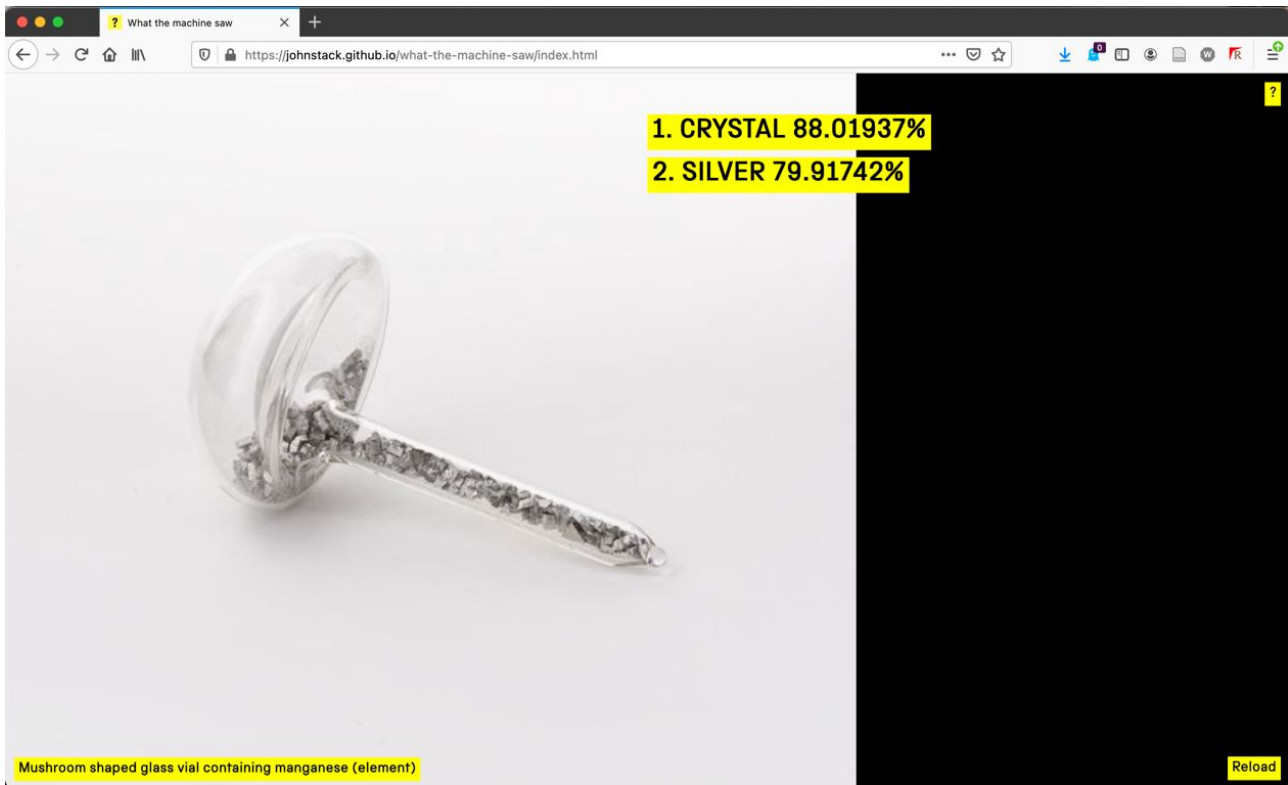 ? What the machine saw
https://johnstack.github.io/what-the-machine-saw/index.html
0
W
R
?
1. CRYSTAL 88.01937%
2. SILVER 79.91742%
Mushroom shaped glass vial containing manganese (element)
Reload